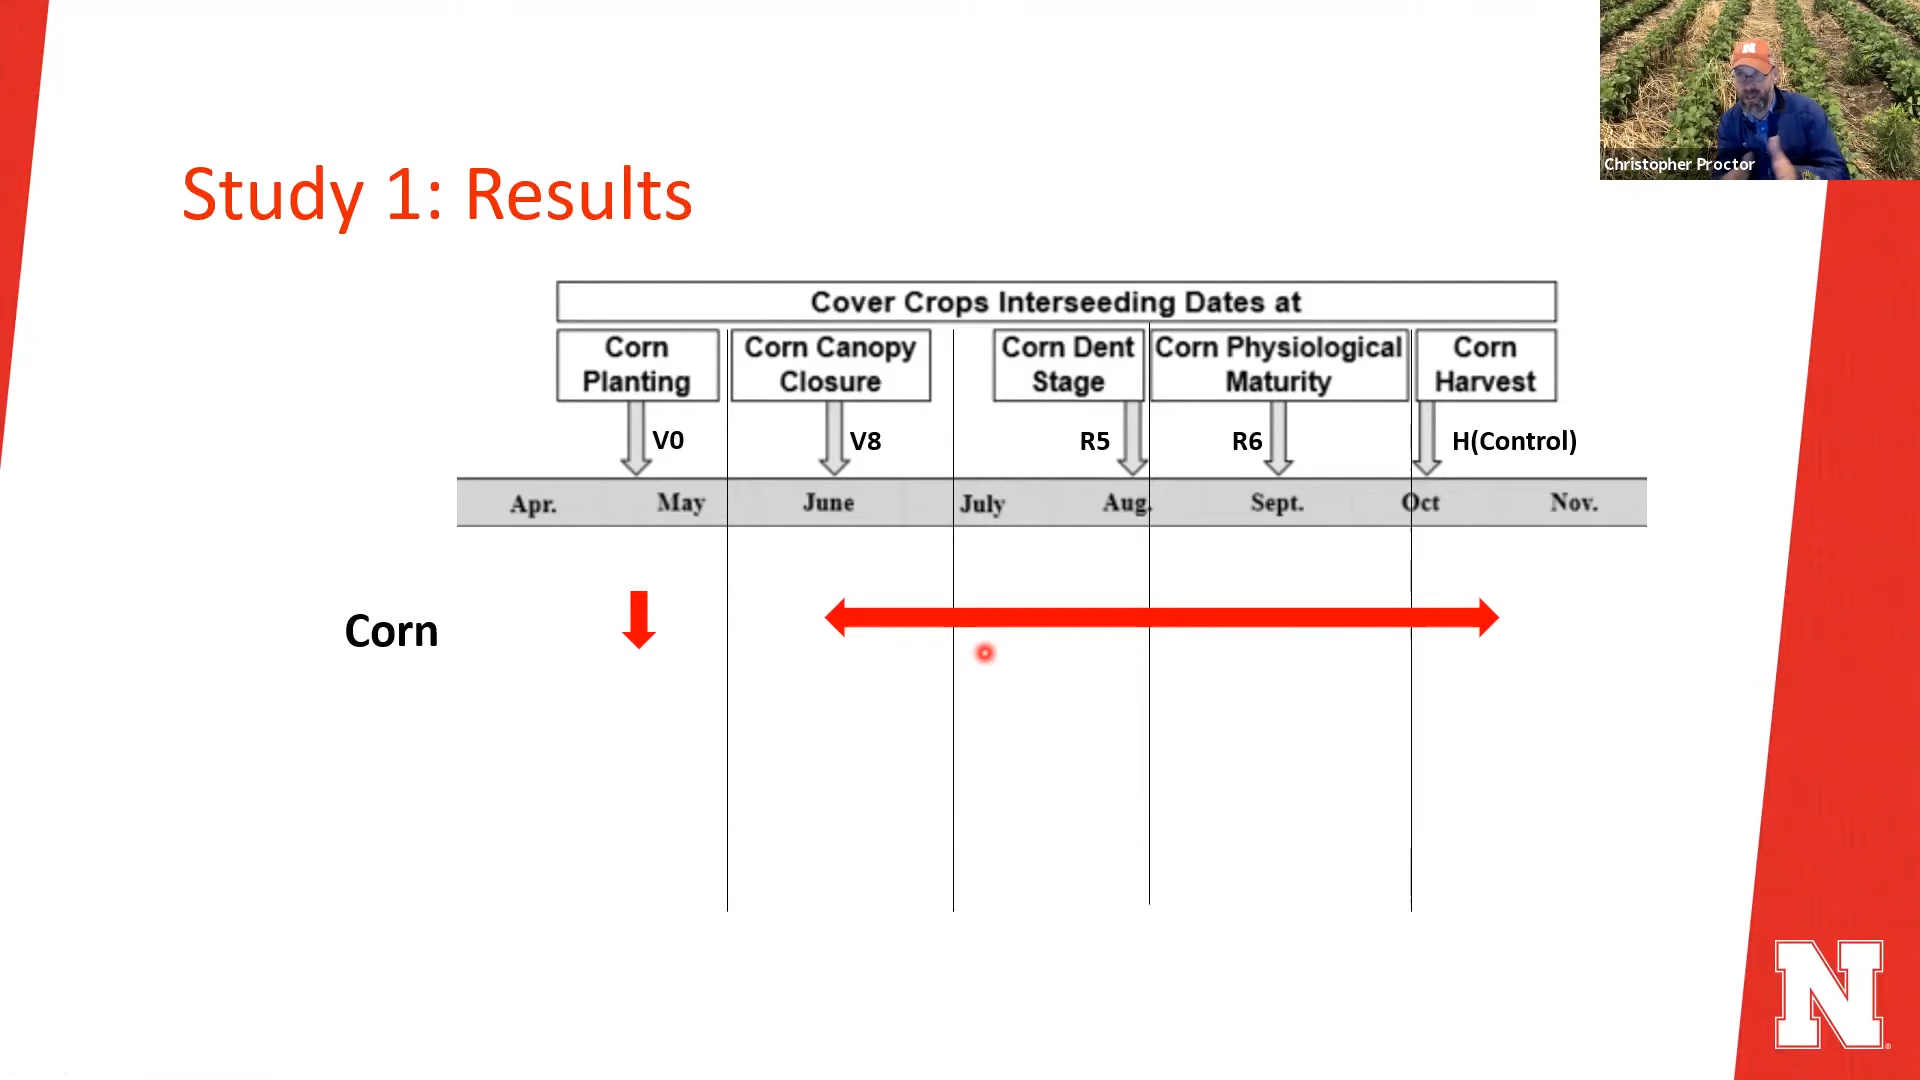 Christopher Proctor
Study 1: Results
Cover Crops Interseeding Dates at
Corn
Planting
Corn Canopy
Closure
Corn Dent
Stage
Corn Physiological
Maturity
Corn
Harvest
V0
V8
R5
R6
H(Control)
Apr.
May
June
July
Aug.
Sept.
Oct
Nov.
Corn
N